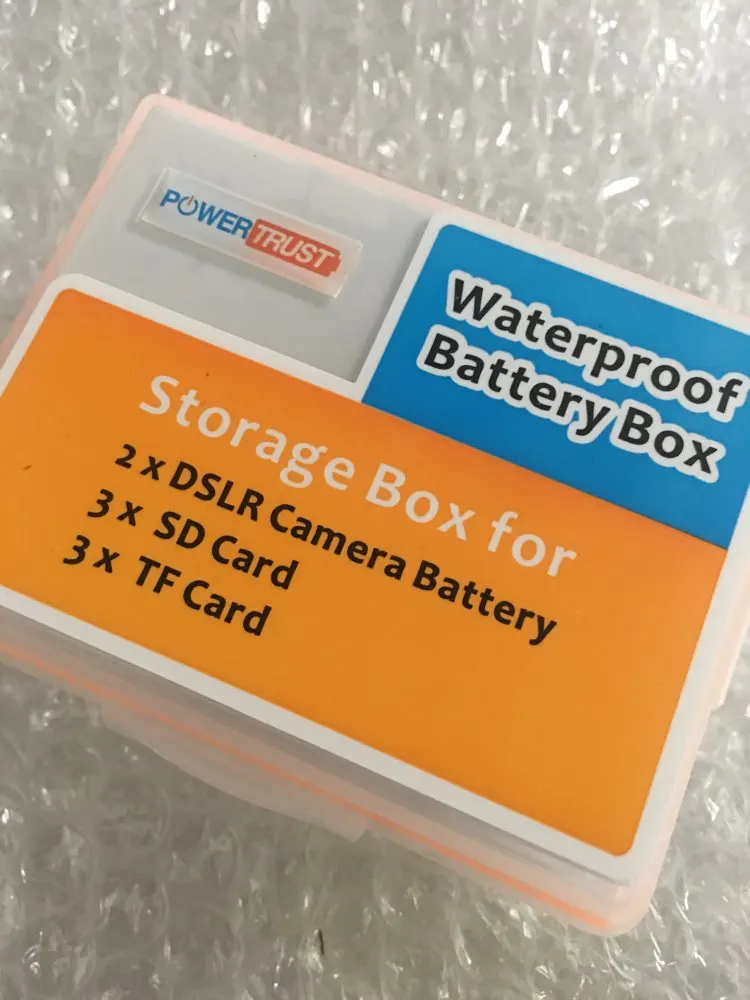 POWERTRUST
Waterproof
Battery Box
Storage Box for
2 x DSLR Camera Battery
3 x SD Card
3 x TF Card